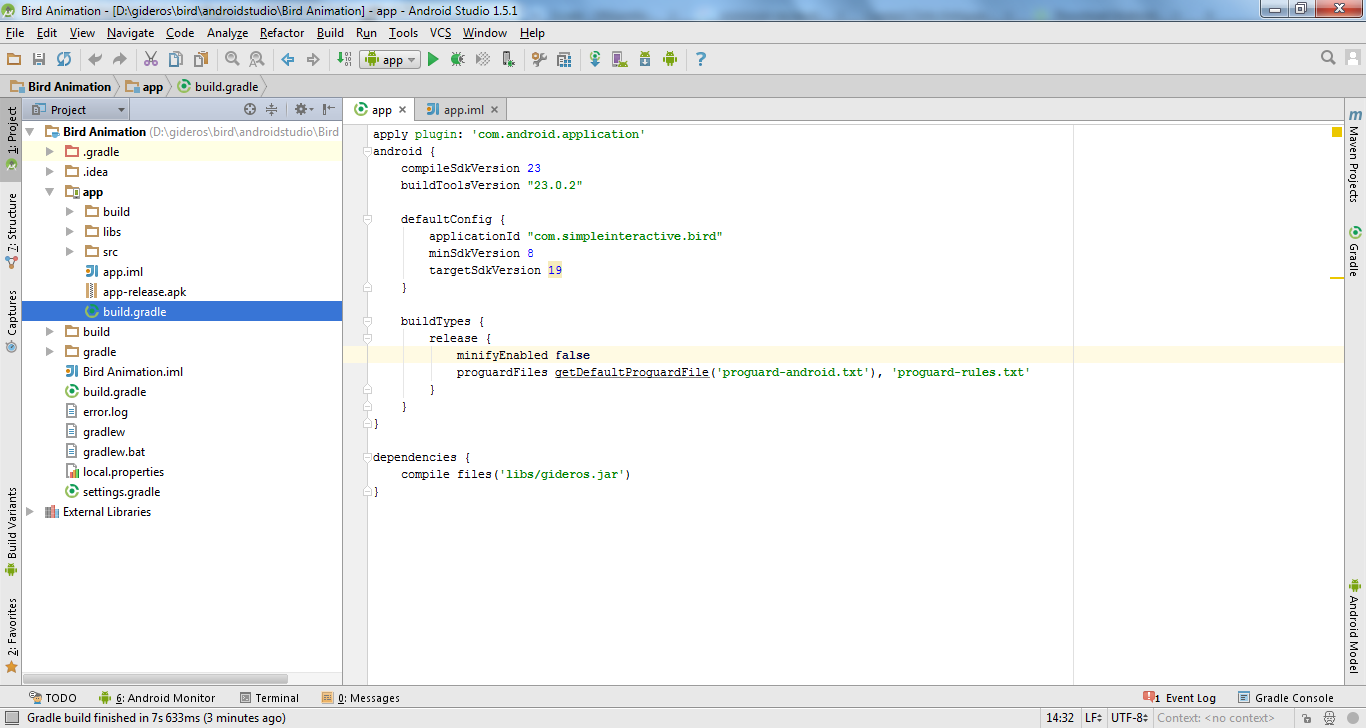 Bird Animation - [D:\gideros\bird\androidstudio\Bird Animation] - app - Android Studio 1.5.1
File Edit View Navigate Code Analyze Refactor Build Run Tools VCS Window Help
app
Bird Animation app build.gradle
Project
app app.iml
1: Project
7: Structure
Captures
Build Variants
2: Favorites
Bird Animation (D:\gideros\bird\androidstudio\Bird
.gradle
.idea
app
build
libs
src
app.iml
app-release.apk
build.gradle
build
gradle
Bird Animation.iml
build.gradle
error.log
gradlew
gradlew.bat
local.properties
settings.gradle
External Libraries
apply plugin: 'com.android.application'
android {
compileSdkVersion 23
buildToolsVersion "23.0.2"
defaultConfig {
applicationId "com.simpleinteractive.bird"
minSdkVersion 8
targetSdkVersion 19
}
buildTypes {
release {
minifyEnabled false
proguardFiles getDefaultProguardFile('proguard-android.txt'), 'proguard-rules.txt'
}
}
}
dependencies {
compile files('libs/gideros.jar')
}
m Maven Projects
Gradle
Android Model
TODO 6: Android Monitor Terminal 0: Messages 1 Event Log Gradle Console
Gradle build finished in 7s 633ms (3 minutes ago) 14:32 LF UTF-8 Context: <no context>